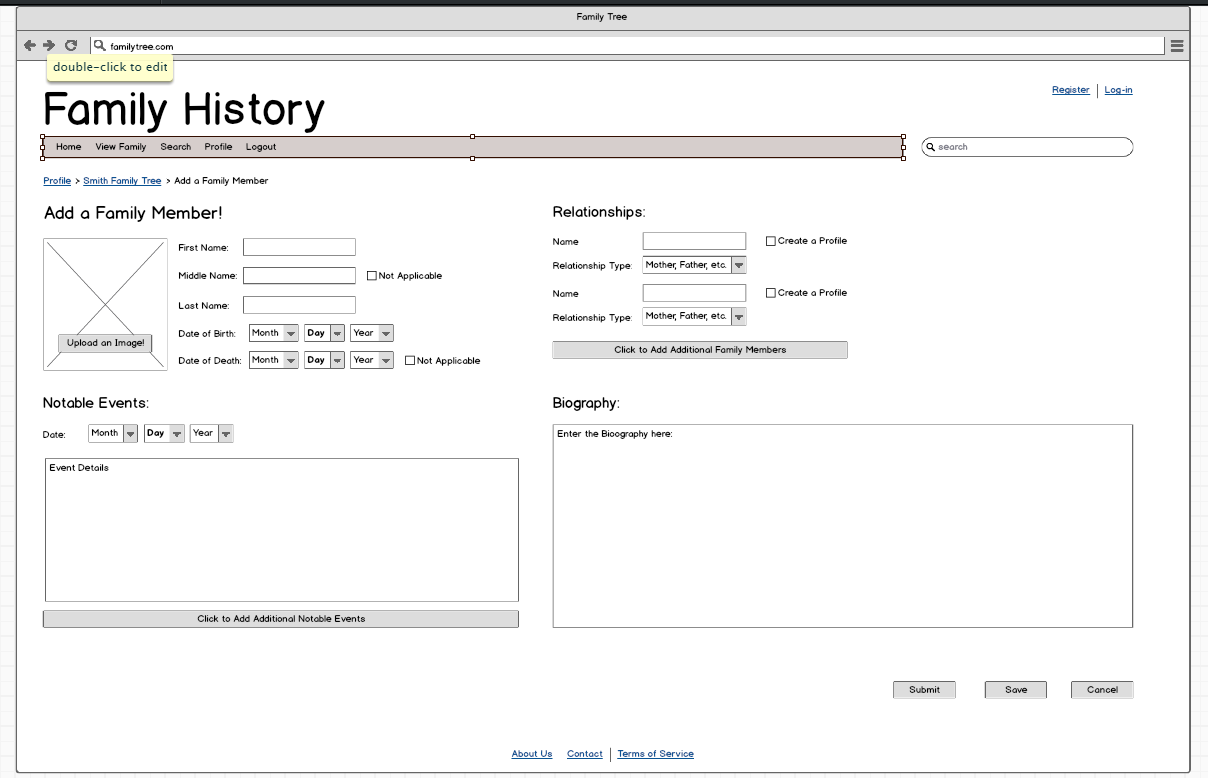 Family Tree
familytree.com
double-click to edit
Register Log-in
Family History
Home View Family Search Profile Logout
search
Profile > Smith Family Tree > Add a Family Member
Add a Family Member!
First Name:
Middle Name: Not Applicable
Last Name:
Upload an Image!
Date of Birth: Month Day Year
Date of Death: Month Day Year Not Applicable
Relationships:
Name Create a Profile
Relationship Type: Mother, Father, etc.
Name Create a Profile
Relationship Type: Mother, Father, etc.
Click to Add Additional Family Members
Notable Events:
Date: Month Day Year
Event Details
Click to Add Additional Notable Events
Biography:
Enter the Bioography here:
Submit Save Cancel
About Us Contact Terms of Service